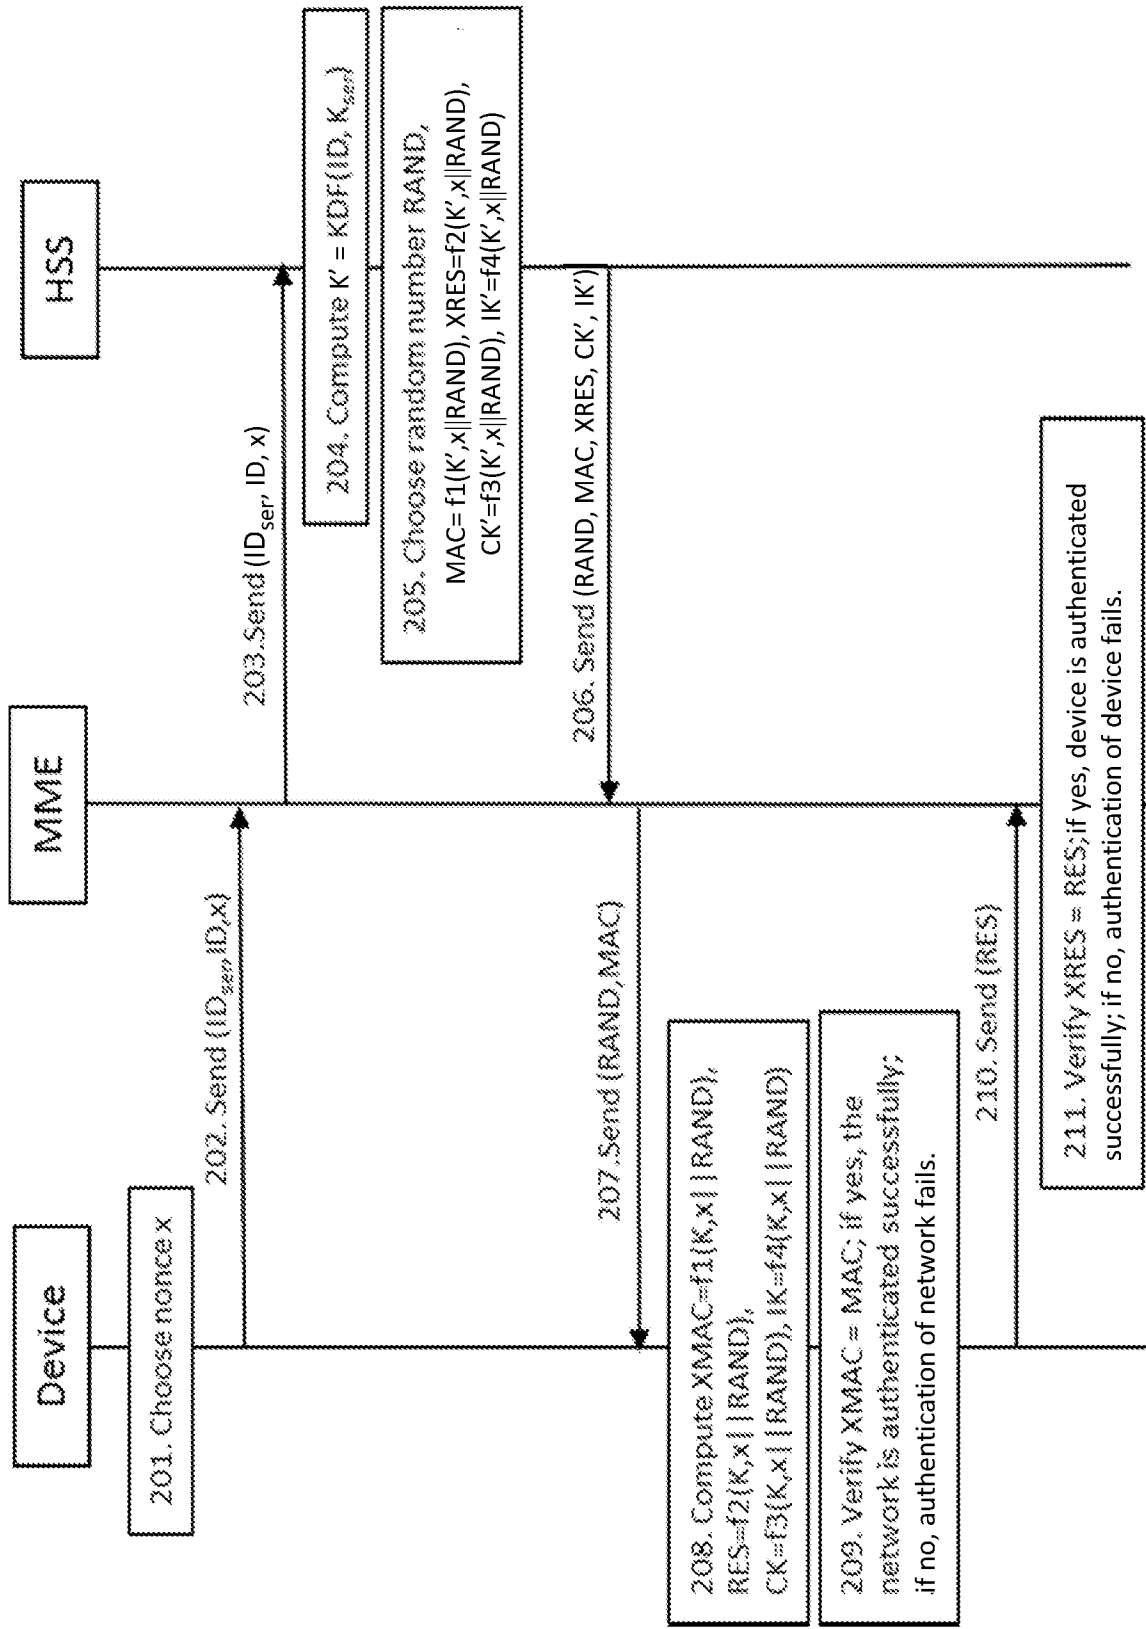 Device
MME
HSS
201. Choose nonce x
202. Send (ID_ser, ID,x)
203.Send (ID_ser, ID, x)
204. Compute K' = KDF(ID, K_ser)
205. Choose random number RAND,
MAC= f1(K',x||RAND), XRES=f2(K',x||RAND),
CK'=f3(K',x||RAND), IK'=f4(K',x||RAND)
206. Send (RAND, MAC, XRES, CK', IK')
207.Send (RAND,MAC)
208. Compute XMAC=f1(K,x||RAND),
RES=f2(K,x||RAND),
CK=f3(K,x||RAND), IK=f4(K,x||RAND)
209. Verify XMAC = MAC; if yes, the
network is authenticated successfully;
if no, authentication of network fails.
210. Send (RES)
211. Verify XRES = RES;if yes, device is authenticated
successfully; if no, authentication of device fails.